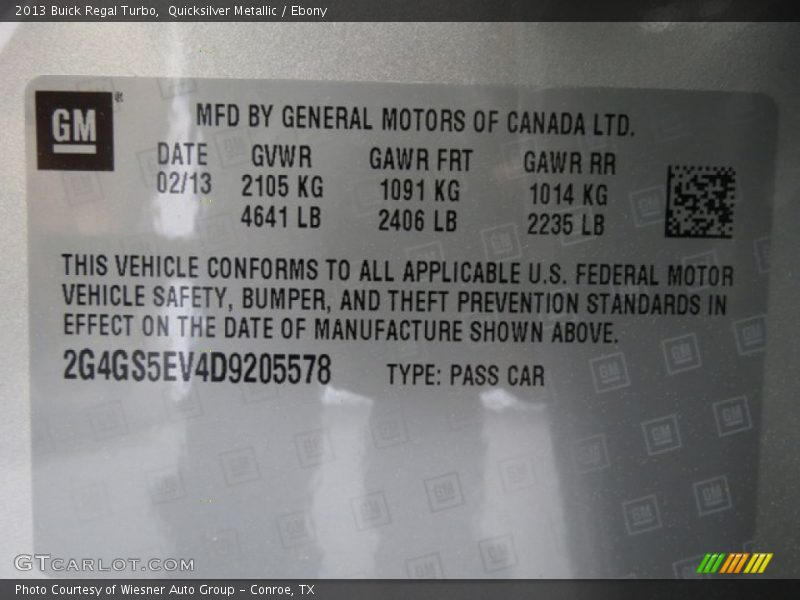 2013 Buick Regal Turbo,  Quicksilver Metallic / Ebony
GM
MFD BY GENERAL MOTORS OF CANADA LTD.
DATE GVWR GAWR FRT GAWR RR
02/13 2105 KG 1091 KG 1014 KG
4641 LB 2406 LB 2235 LB
THIS VEHICLE CONFORMS TO ALL APPLICABLE U.S. FEDERAL MOTOR
VEHICLE SAFETY, BUMPER, AND THEFT PREVENTION STANDARDS IN
EFFECT ON THE DATE OF MANUFACTURE SHOWN ABOVE.
2G4GS5EV4D9205578 TYPE: PASS CAR
GTCARLOT.COM
Photo Courtesy of Wiesner Auto Group - Conroe, TX